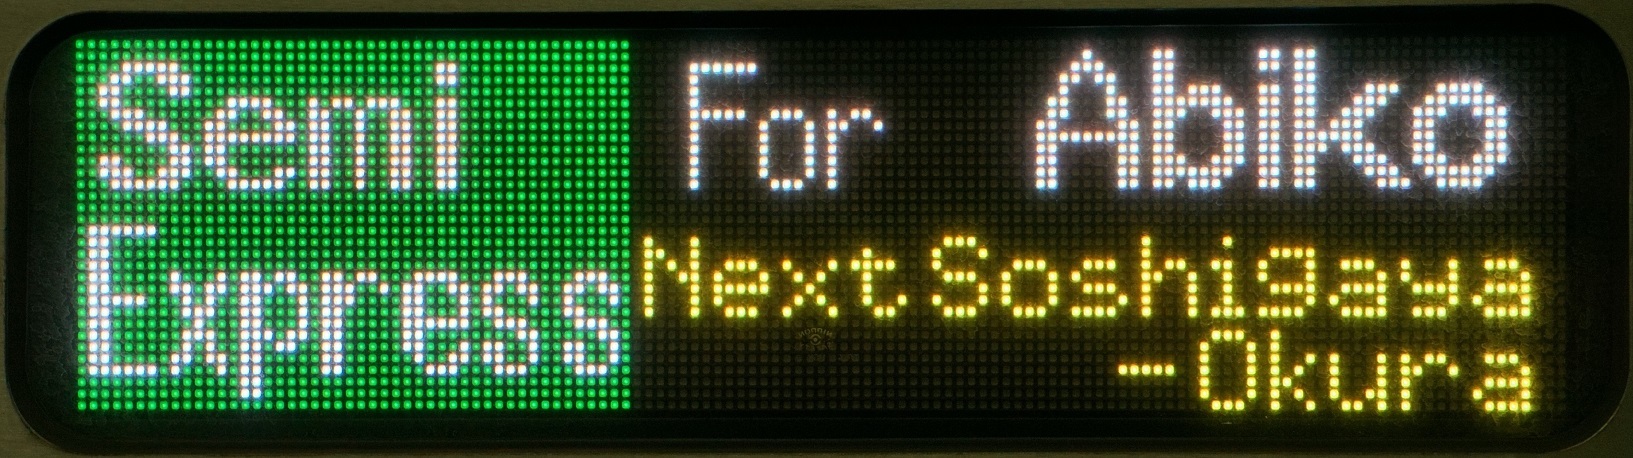 Semi
Express
For Abiko
Next Soshigaya
-Okura